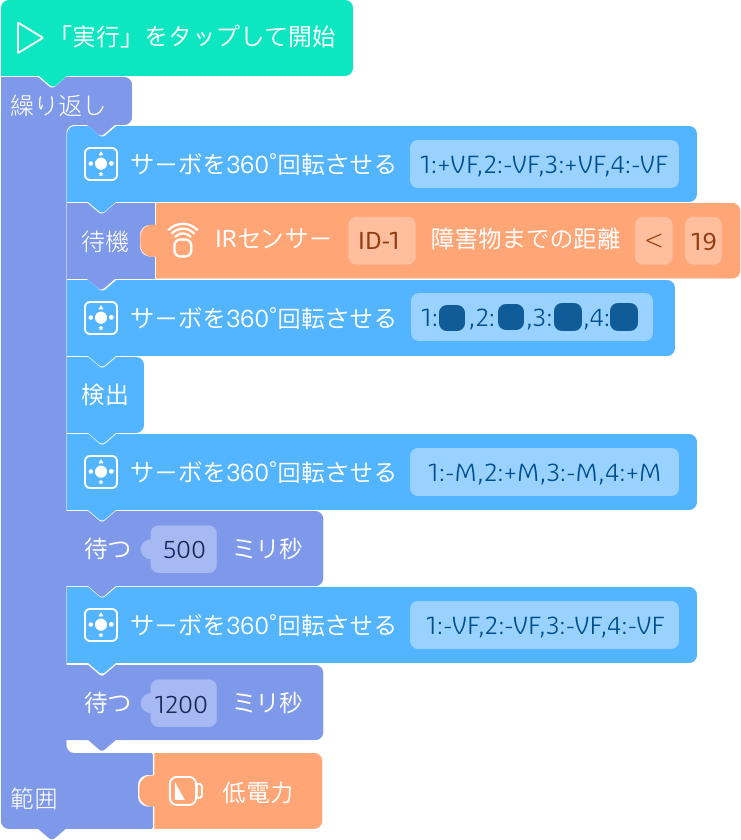 「実行」をタップして開始
繰り返し
サーボを360°回転させる 1:+VF,2:-VF,3:+VF,4:-VF
待機 IRセンサー ID-1 障害物までの距離 < 19
サーボを360°回転させる 1: ,2: ,3: ,4:
検出
サーボを360°回転させる 1:-M,2:+M,3:-M,4:+M
待つ 500 ミリ秒
サーボを360°回転させる 1:-VF,2:-VF,3:-VF,4:-VF
待つ 1200 ミリ秒
範囲 低電力